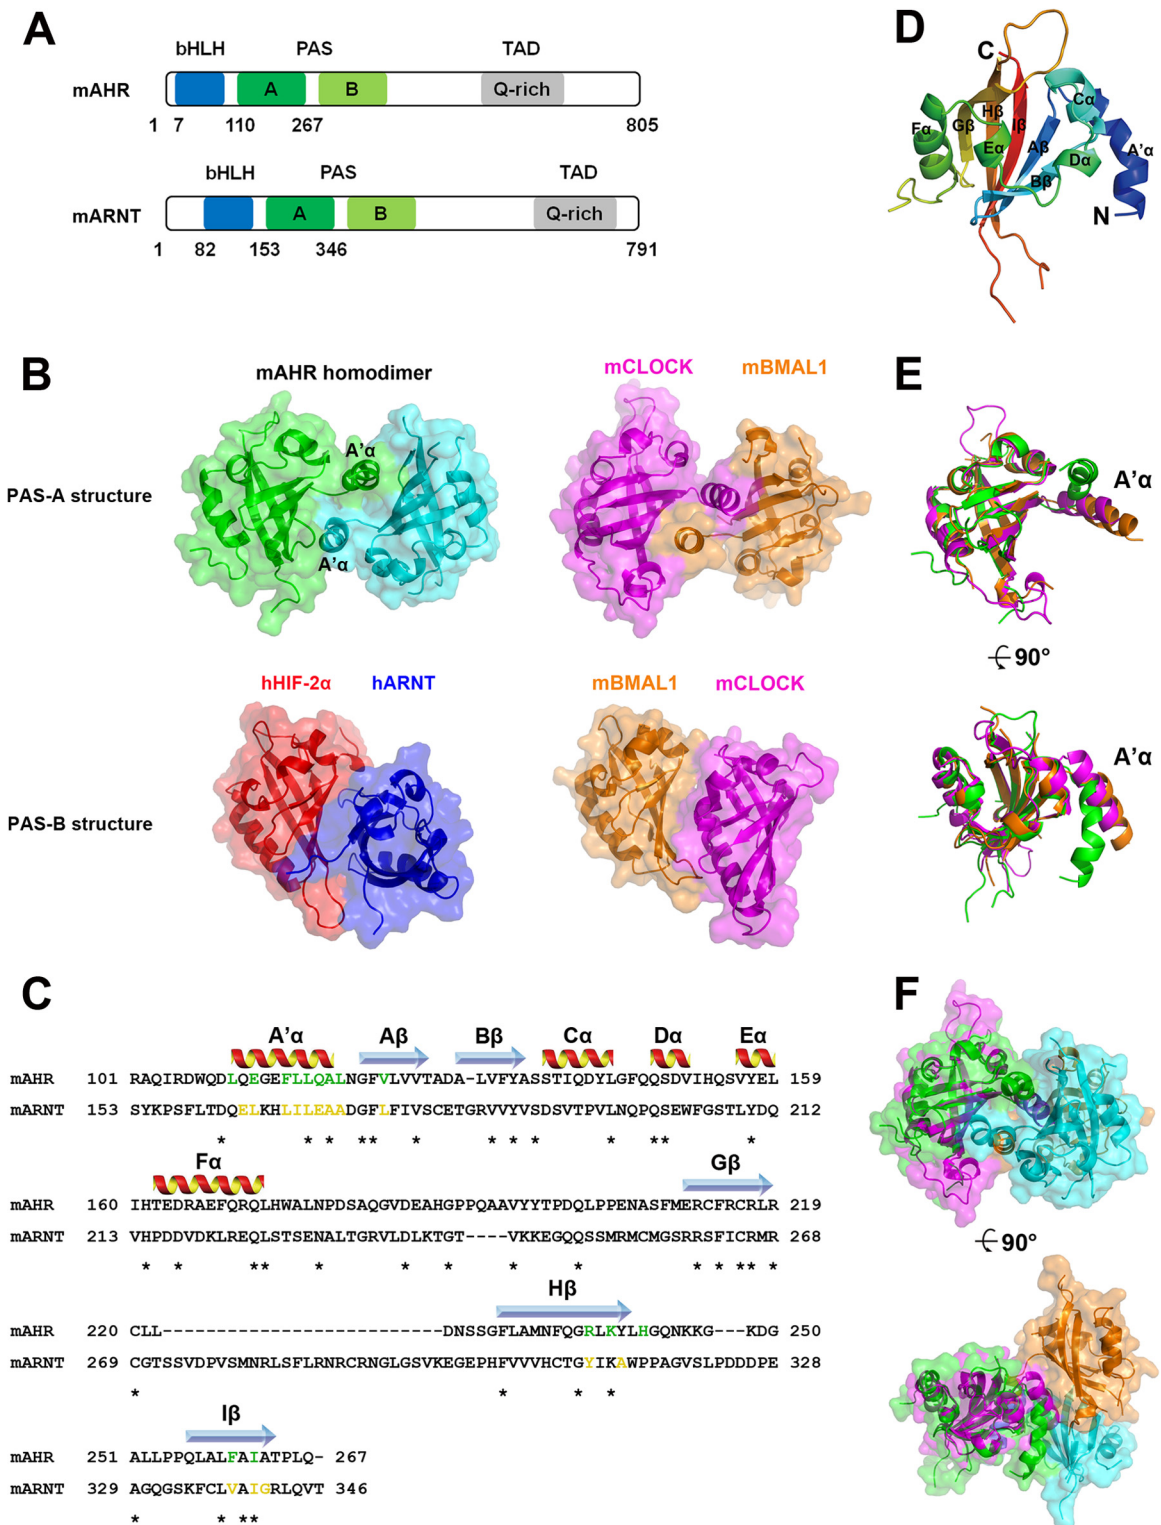 A
bHLH PAS TAD
mAHR A B Q-rich
1 7 110 267 805
bHLH PAS TAD
mARNT A B Q-rich
1 82 153 346 791
B
mAHR homodimer
mCLOCK mBMAL1
PAS-A structure
A'α
A'α
hHIF-2α hARNT
mBMAL1 mCLOCK
PAS-B structure
C
A'α Aβ Bβ Cα Dα Eα
mAHR 101 RAQIRDWQDLQEGEFLLQALNGFVLVVTADA-LVFYASSTIQDYLGFQQSDVIHQSVYEL 159
mARNT 153 SYKPSFLTDQELKHLILEAADGFLFIVSCETGRVVYVSDSVTPVLNQPQSEWFGSTLYDQ 212
* * * * * * * * * * * *
Fα Gβ
mAHR 160 IHTEDRAEFQRQLHWALNPDSAQGVDEAHGPPQAAVYYTPDQLPPENASFMERCFRCRLR 219
mARNT 213 VHPDDVDKLREQLSTSENALTGRVLDLKTGT----VKKEGQQSSMRMCMGSRRSFICRMR 268
* * * * * * * * * * * * * *
Hβ
mAHR 220 CLL--------------------------DNSSGFLAMNFQGRLKYLHGQNKKG---KDG 250
mARNT 269 CGTSSVDPVSMNRLSFLRNRCRNGLGSVKEGEPHFVVVHCTGYIKAWPPAGVSLPDDDPE 328
* * * *
Iβ
mAHR 251 ALLPPQLALFAIATPLQ- 267
mARNT 329 AGQGSKFCLVAIGRLQVT 346
* * * *
D
C
Cα
Fα Gβ Hβ Iβ
Eα Aβ Dα A'α
Bβ
N
E
A'α
90°
A'α
F
90°